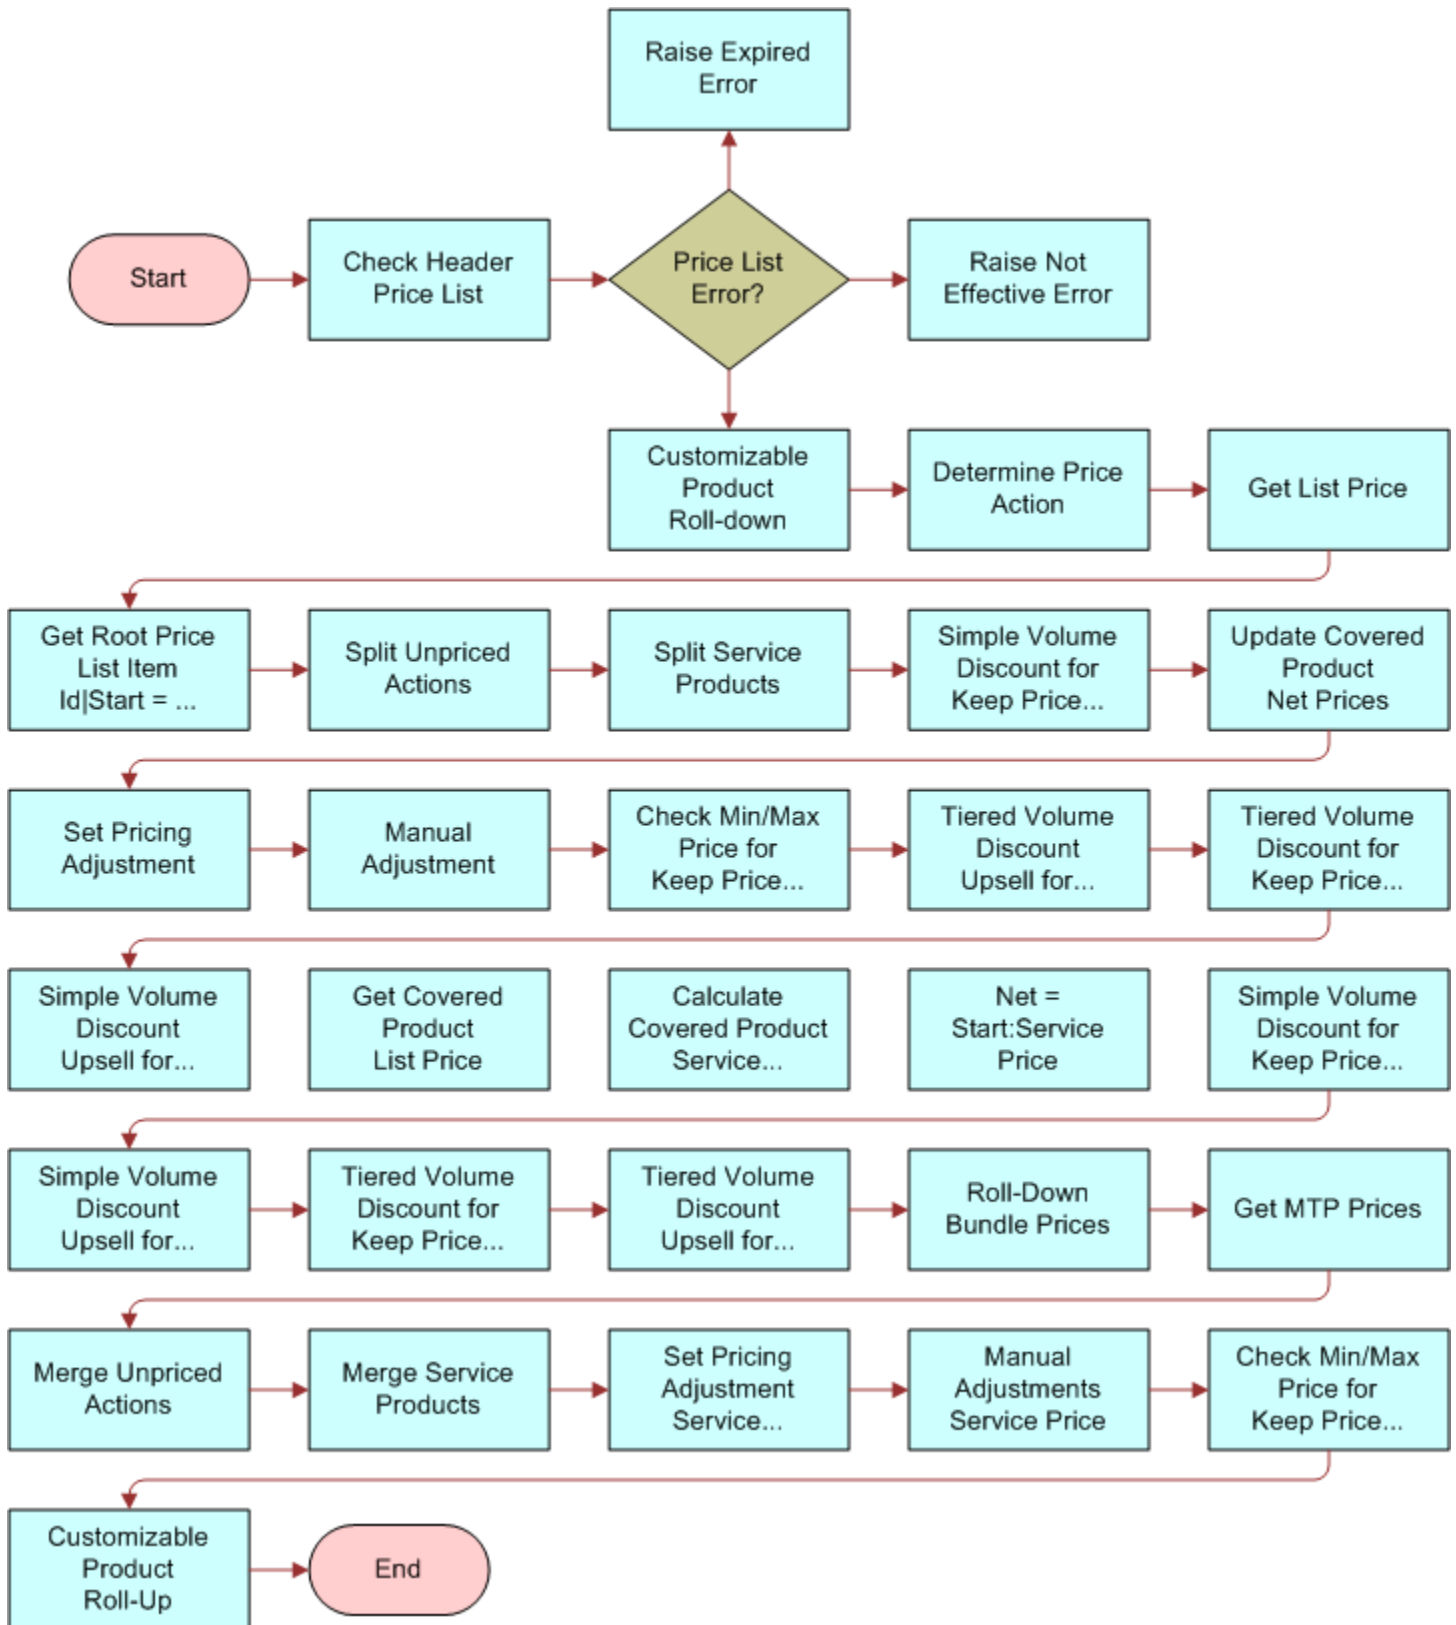 Raise Expired
Error
Start
Check Header
Price List
Price List
Error?
Raise Not
Effective Error
Customizable
Product
Roll-down
Determine Price
Action
Get List Price
Get Root Price
List Item
Id|Start = ...
Split Unpriced
Actions
Split Service
Products
Simple Volume
Discount for
Keep Price...
Update Covered
Product
Net Prices
Set Pricing
Adjustment
Manual
Adjustment
Check Min/Max
Price for
Keep Price...
Tiered Volume
Discount
Upsell for...
Tiered Volume
Discount for
Keep Price...
Simple Volume
Discount
Upsell for...
Get Covered
Product
List Price
Calculate
Covered Product
Service...
Net =
Start:Service
Price
Simple Volume
Discount for
Keep Price...
Simple Volume
Discount
Upsell for...
Tiered Volume
Discount for
Keep Price...
Tiered Volume
Discount
Upsell for...
Roll-Down
Bundle Prices
Get MTP Prices
Merge Unpriced
Actions
Merge Service
Products
Set Pricing
Adjustment
Service...
Manual
Adjustments
Service Price
Check Min/Max
Price for
Keep Price...
Customizable
Product
Roll-Up
End